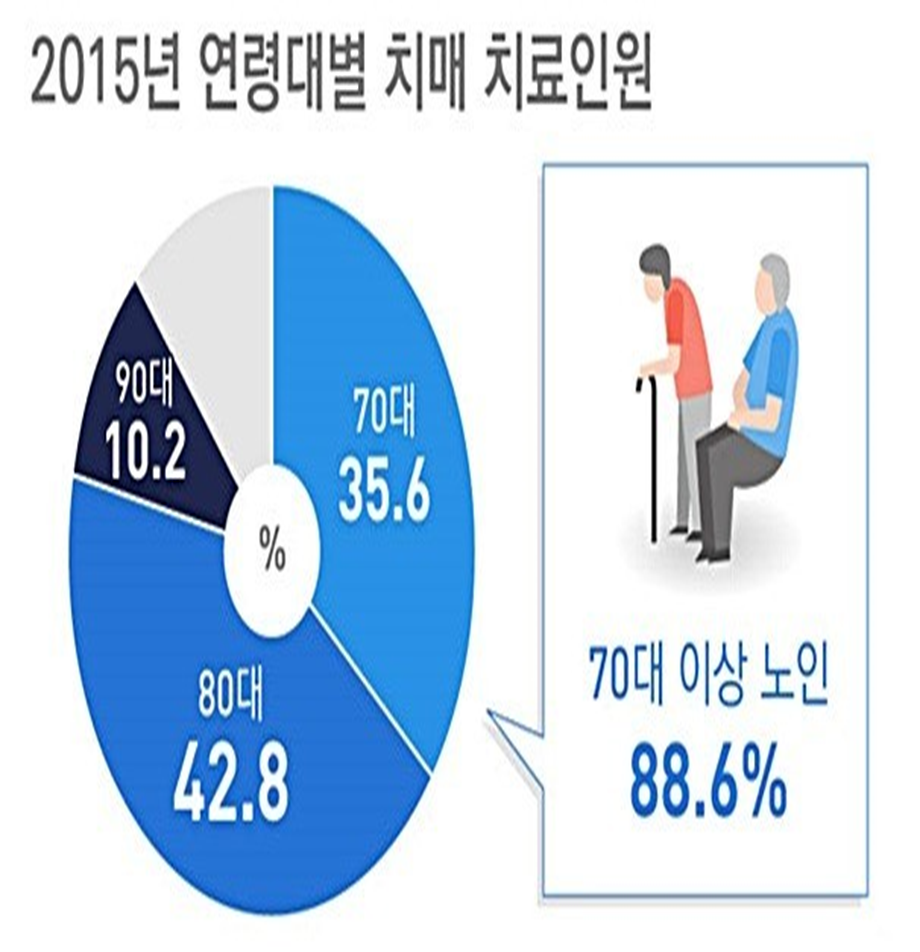 2015년 연령대별 치매 치료인원
90대
10.2
70대
35.6
%
80대
42.8
70대 이상 노인
88.6%